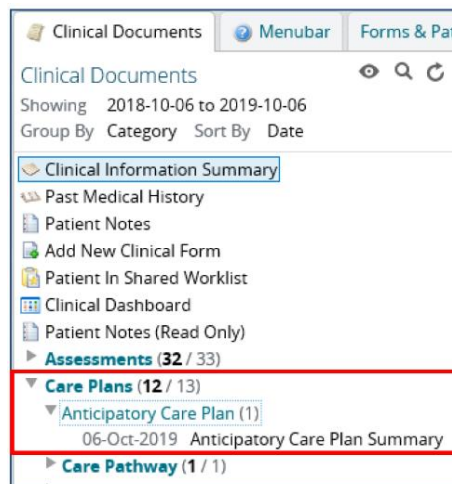 Clinical Documents Menubar Forms & Pa
Clinical Documents
Showing 2018-10-06 to 2019-10-06
Group By Category Sort By Date
Clinical Information Summary
Past Medical History
Patient Notes
Add New Clinical Form
Patient In Shared Worklist
Clinical Dashboard
Patient Notes (Read Only)
Assessments (32 / 33)
Care Plans (12 / 13)
Anticipatory Care Plan (1)
06-Oct-2019 Anticipatory Care Plan Summary
Care Pathway (1 / 1)